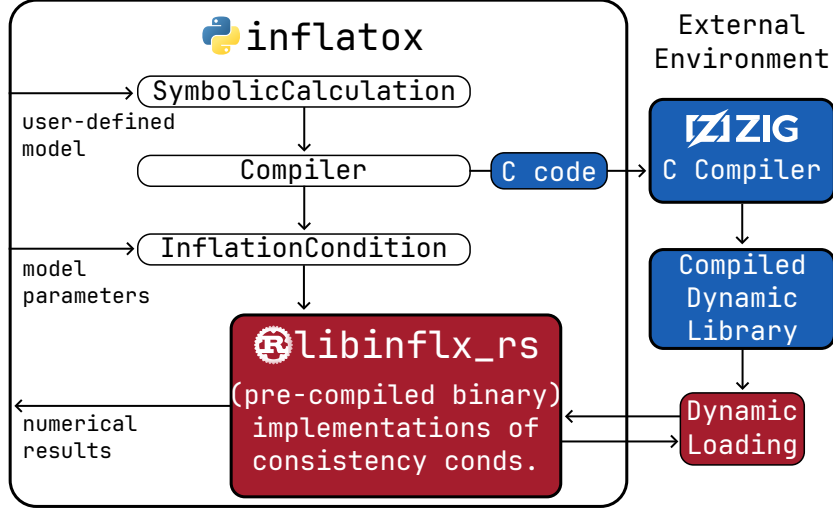 inflatox
External
Environment
SymbolicCalculation
user-defined
model
ZIG
C Compiler
Compiler
C code
InflationCondition
model
parameters
Compiled
Dynamic
Library
R
libinflx_rs
(pre-compiled binary)
implementations of
consistency conds.
numerical
results
Dynamic
Loading